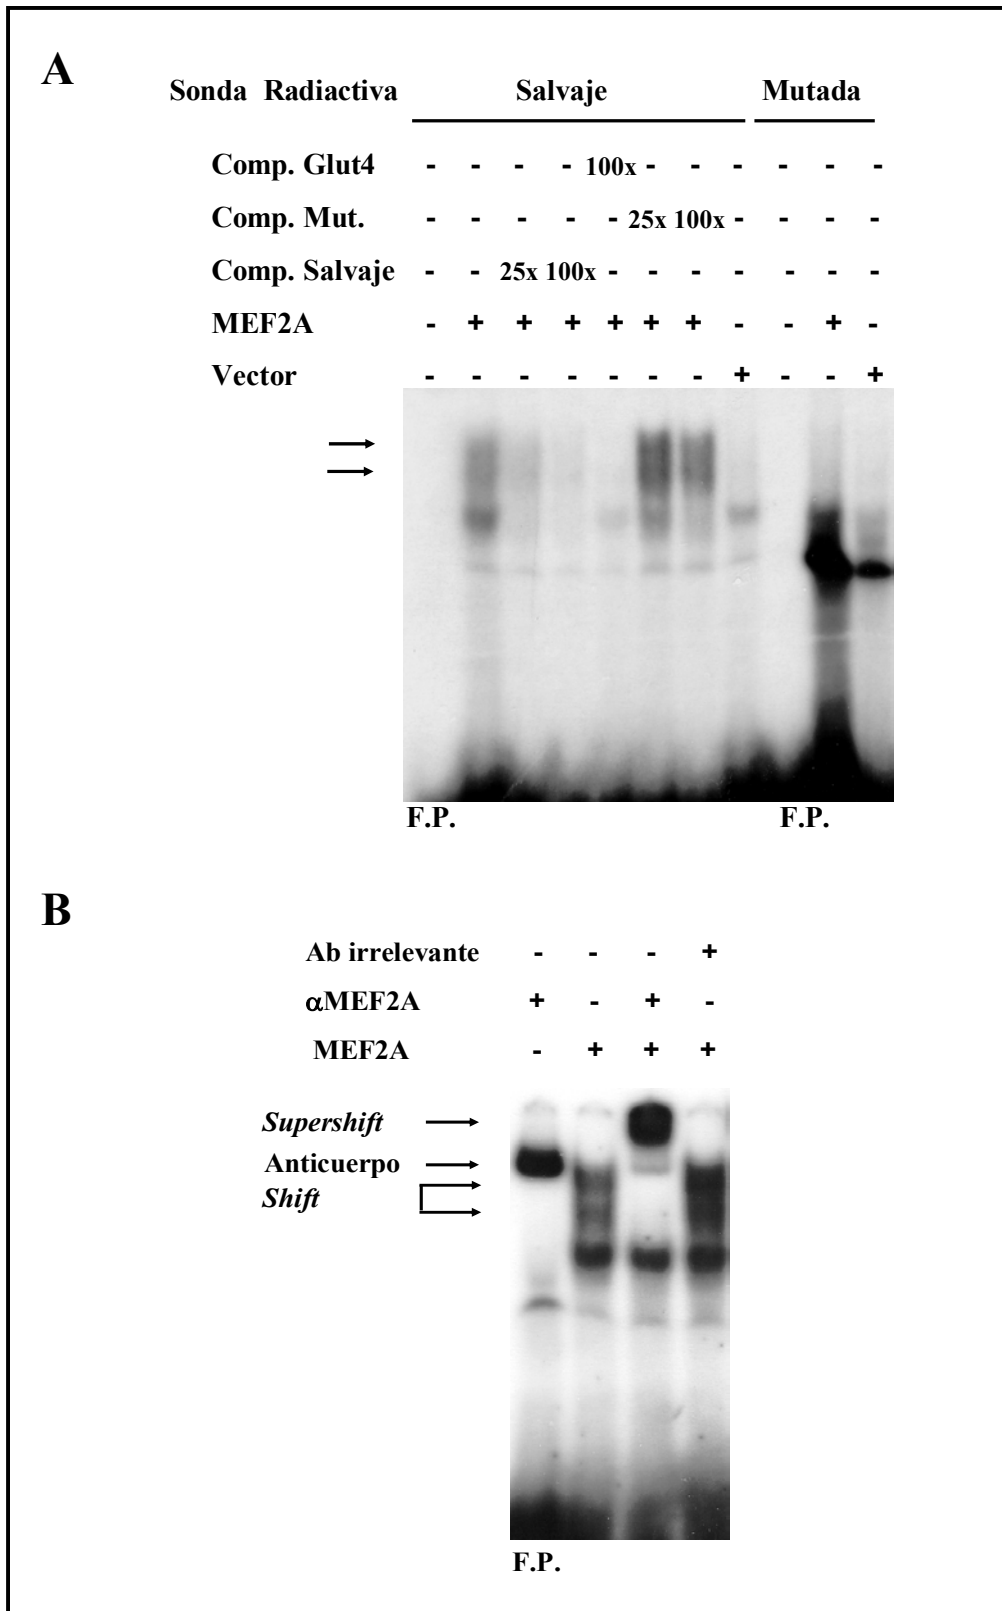 A
Sonda Radiactiva Salvaje Mutada
Comp. Glut4 - - - - 100x - - - - - -
Comp. Mut. - - - - - 25x 100x - - - -
Comp. Salvaje - - 25x 100x - - - - - - -
MEF2A - + + + + + + - - + -
Vector - - - - - - - + - - +
F.P. F.P.
B
Ab irrelevante - - - +
αMEF2A + - + -
MEF2A - + + +
Supershift
Anticuerpo
Shift
F.P.